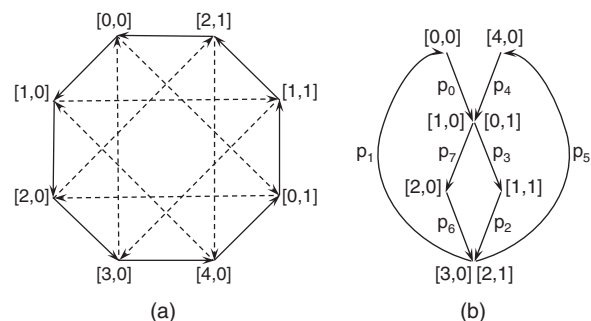 [0,0] [2,1]
[1,0] [1,1]
[2,0] [0,1]
[3,0] [4,0]
(a)
[0,0] [4,0]
p0 p4
[1,0] [0,1]
p1 p7 p3 p5
[2,0] [1,1]
p6 p2
[3,0] [2,1]
(b)